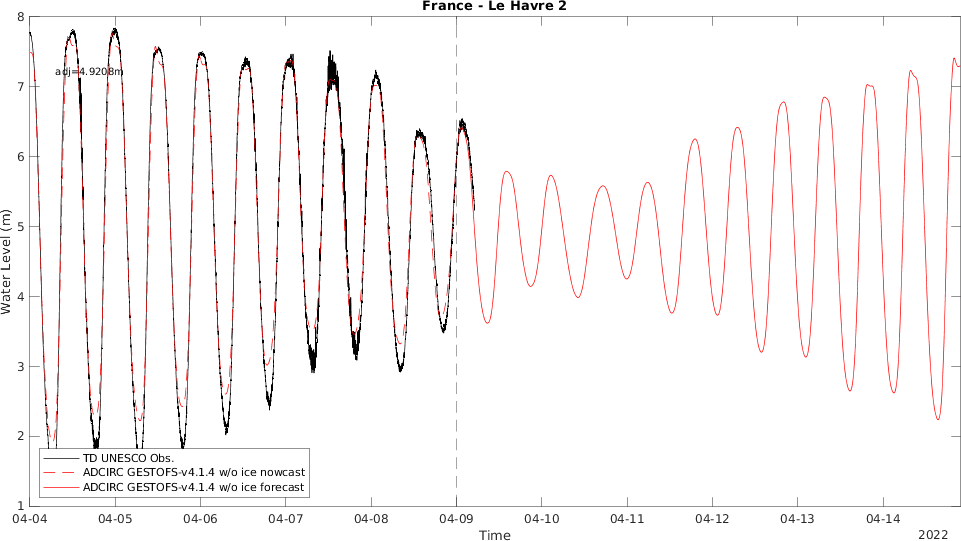 France - Le Havre 2
8
7
6
5
4
3
2
1
Water Level (m)
adj=4.9208m
TD UNESCO Obs.
ADCIRC GESTOFS-v4.1.4 w/o ice nowcast
ADCIRC GESTOFS-v4.1.4 w/o ice forecast
04-04 04-05 04-06 04-07 04-08 04-09 04-10 04-11 04-12 04-13 04-14
Time
2022